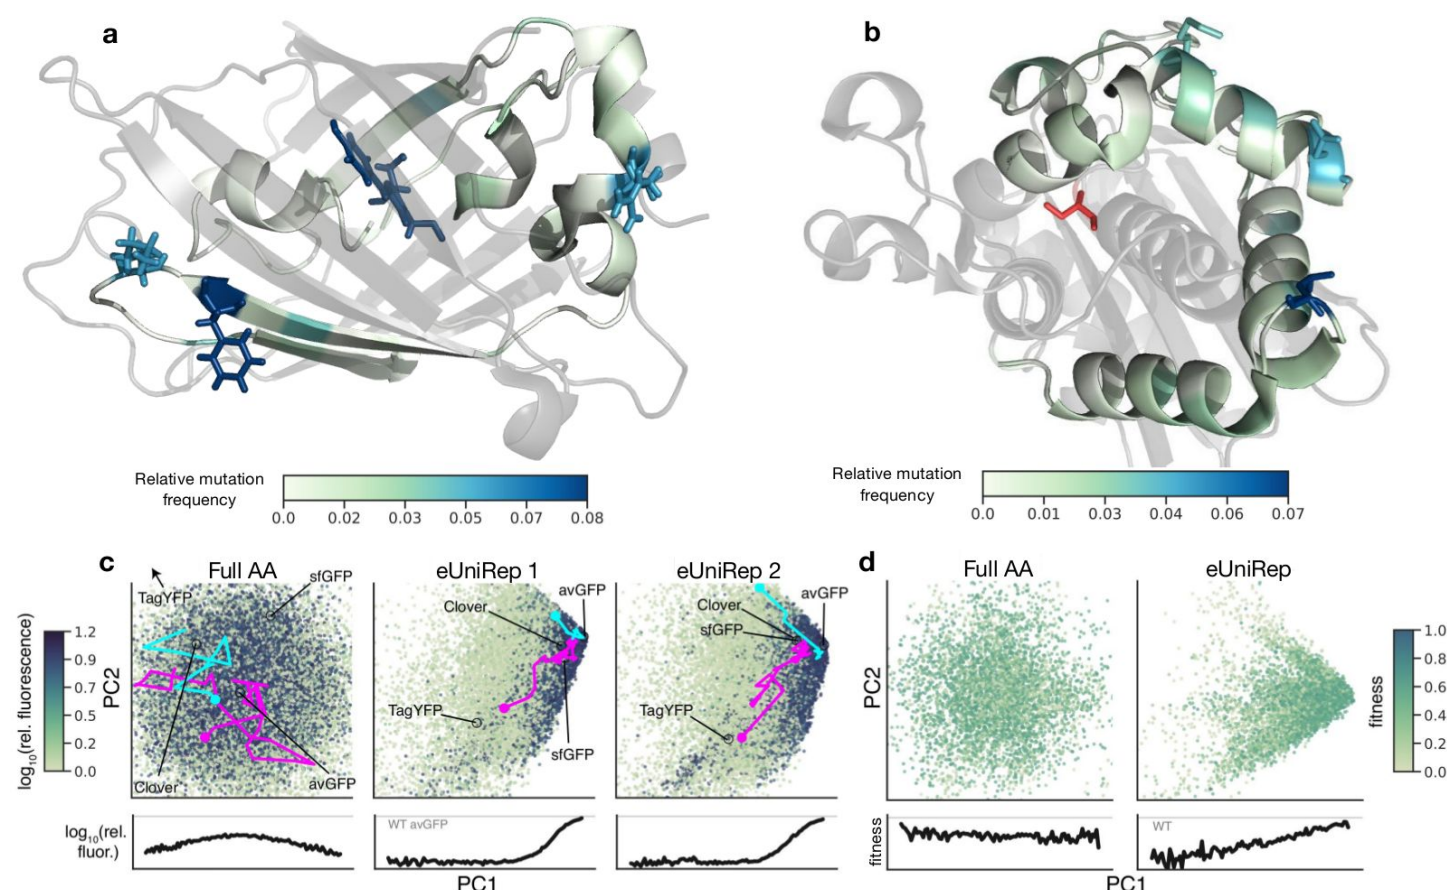 a
b
Relative mutation
frequency
0.0 0.02 0.03 0.05 0.07 0.08
Relative mutation
frequency
0.0 0.01 0.03 0.04 0.06 0.07
c
Full AA
eUniRep 1
eUniRep 2
d
Full AA
eUniRep
log10(rel. fluorescence)
1.2
0.9
0.7
0.5
0.2
0.0
PC2
TagYFP
sfGFP
Clover
avGFP
Clover
avGFP
TagYFP
sfGFP
Clover
avGFP
sfGFP
TagYFP
PC2
fitness
1.0
0.8
0.6
0.4
0.2
0.0
log10(rel.
fluor.)
WT avGFP
PC1
fitness
WT
PC1